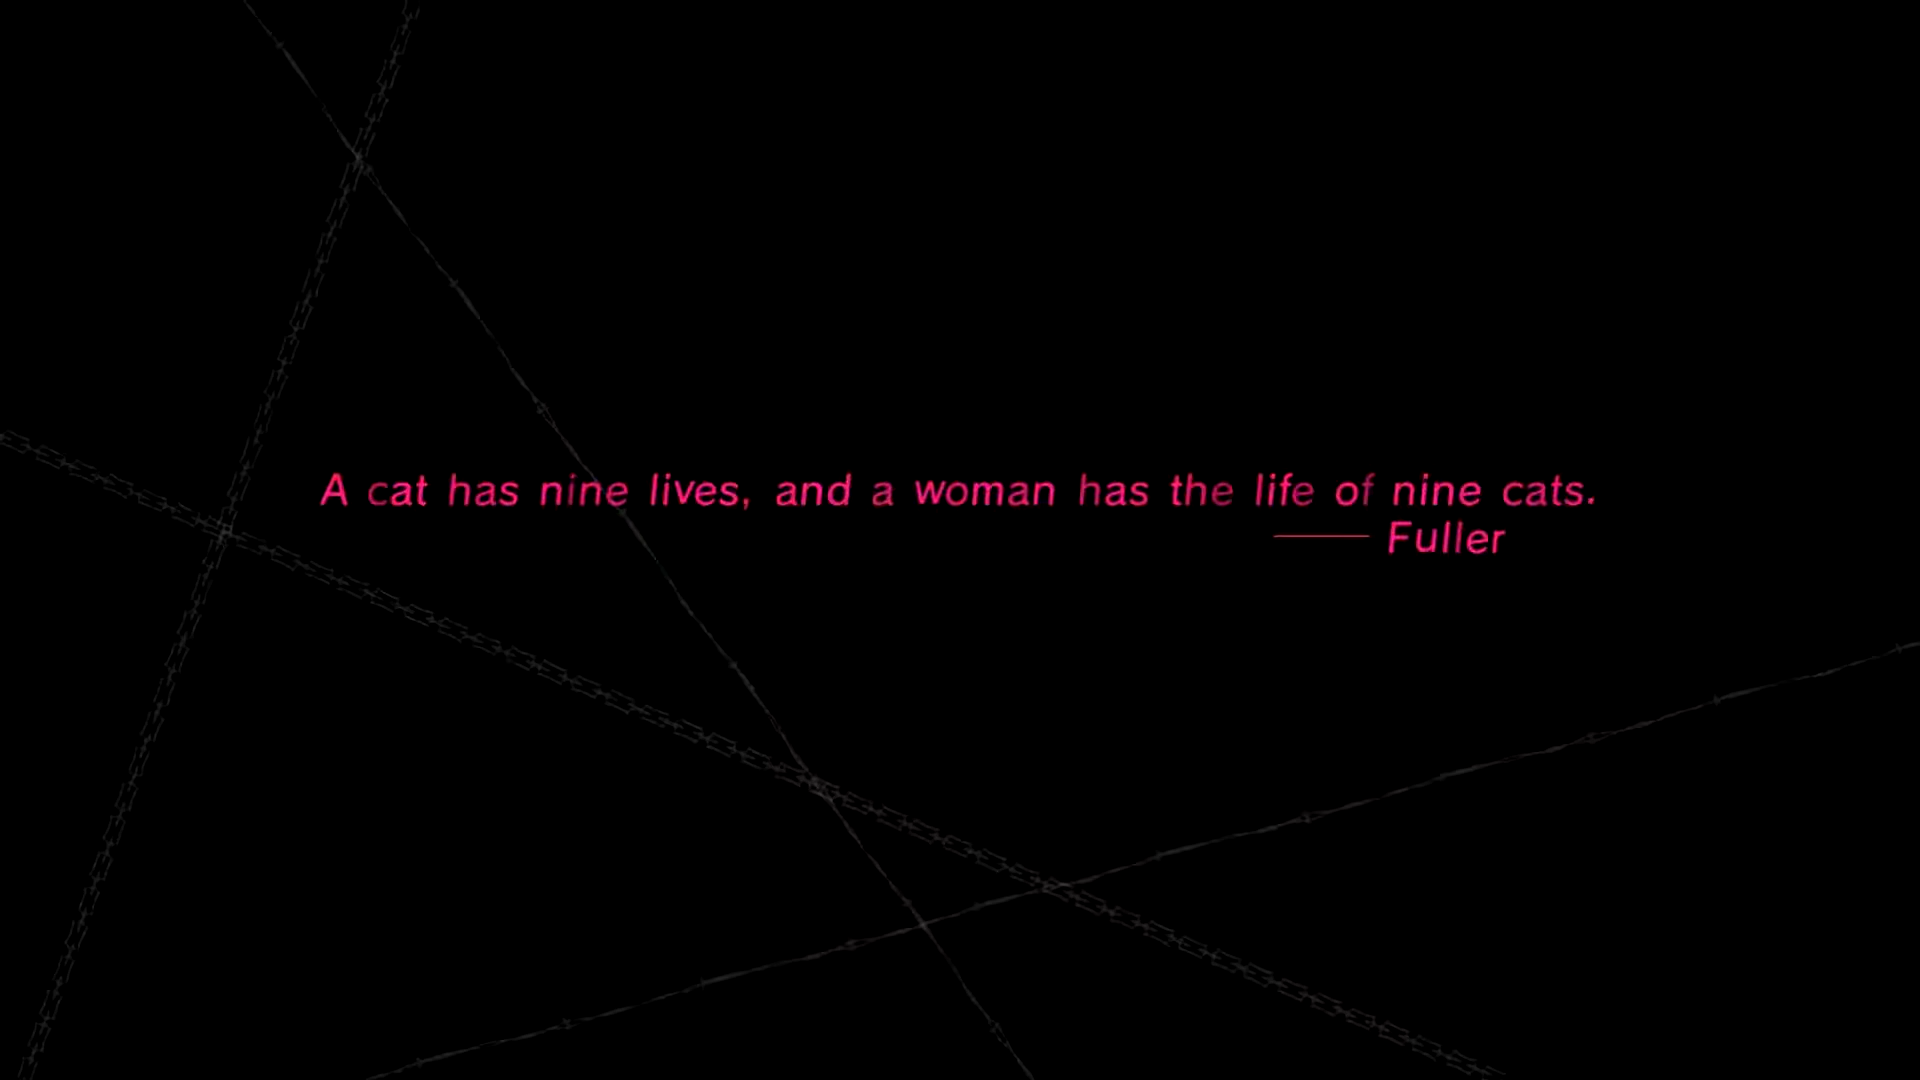 A cat has nine lives, and a woman has the life of nine cats.
—— Fuller